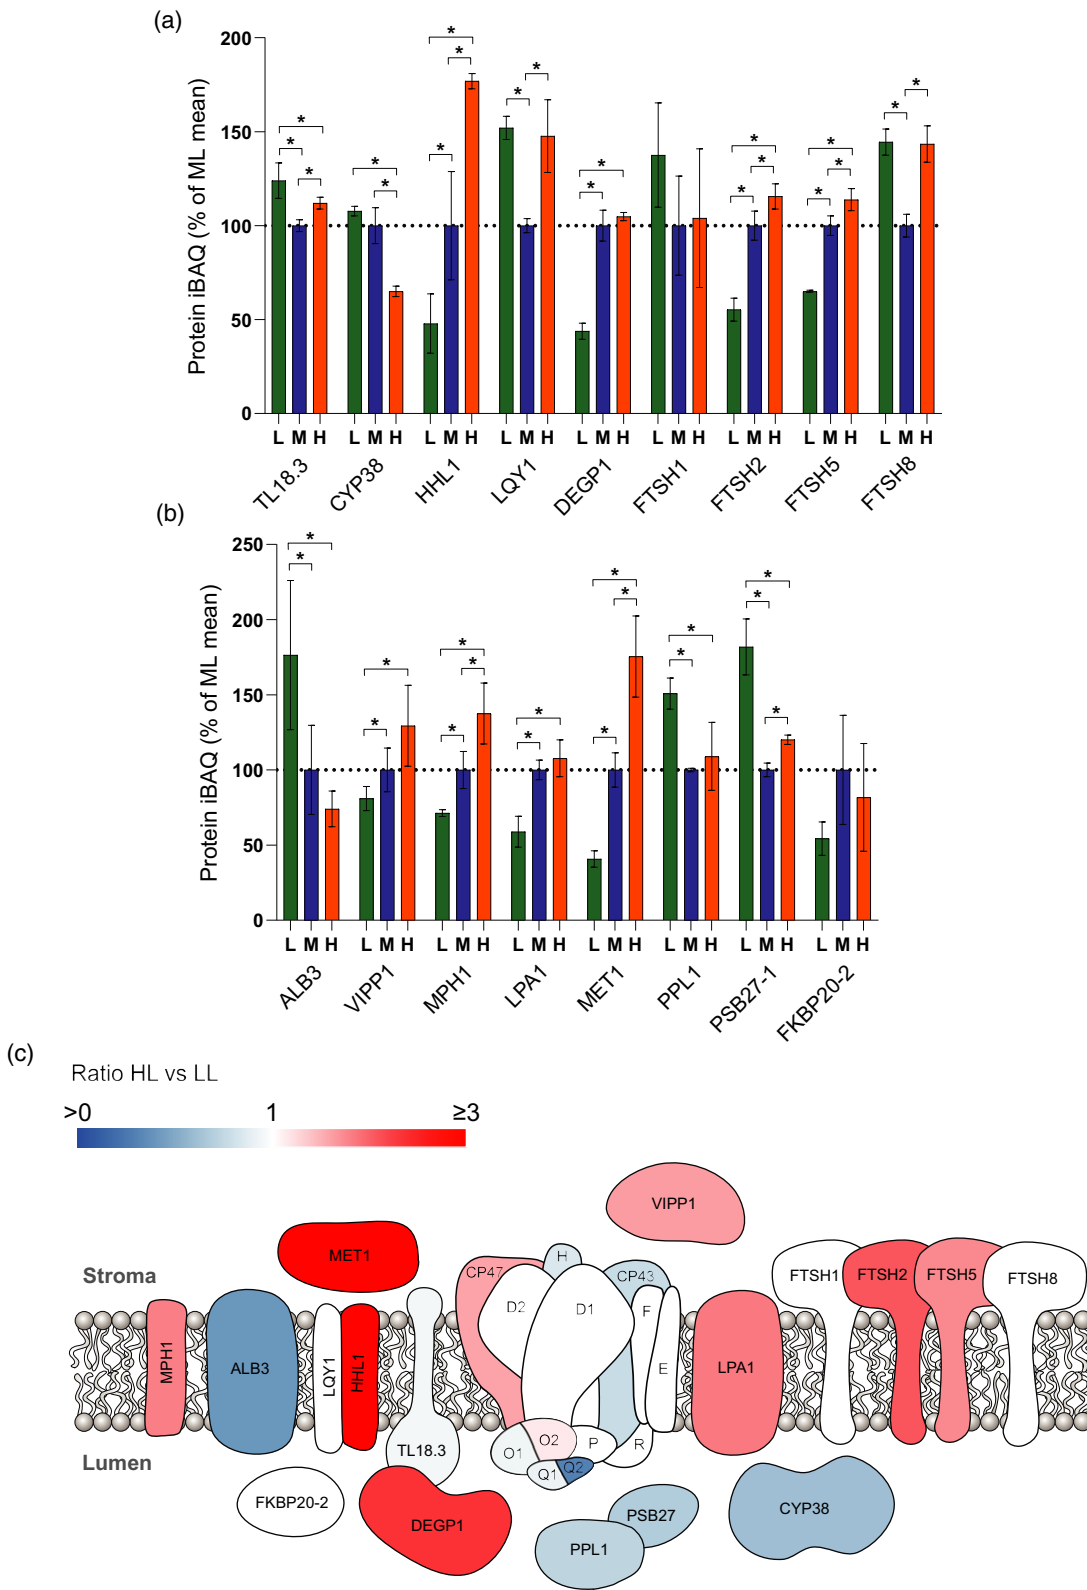 (a)
Protein iBAQ (% of ML mean)
200
150
100
50
0
* * * * * * * * * * * * * * * * * * * * *
L M H L M H L M H L M H L M H L M H L M H L M H L M H
TL18.3 CYP38 HHL1 LQY1 DEGP1 FTSH1 FTSH2 FTSH5 FTSH8
(b)
Protein iBAQ (% of ML mean)
250
200
150
100
50
0
* * * * * * * * * * * * * * * * * *
L M H L M H L M H L M H L M H L M H L M H L M H
ALB3 VIPP1 MPH1 LPA1 MET1 PPL1 PSB27-1 FKBP20-2
(c)
Ratio HL vs LL
>0 1 ≥3
VIPP1
MET1
Stroma
H
CP47 CP43
FTSH1 FTSH2 FTSH5 FTSH8
D2 D1 F
MPH1 ALB3 LQY1 HHL1 E LPA1
TL18.3 O1 O2 P R
Lumen
Q1 Q2
FKBP20-2 DEGP1 PSB27 CYP38
PPL1